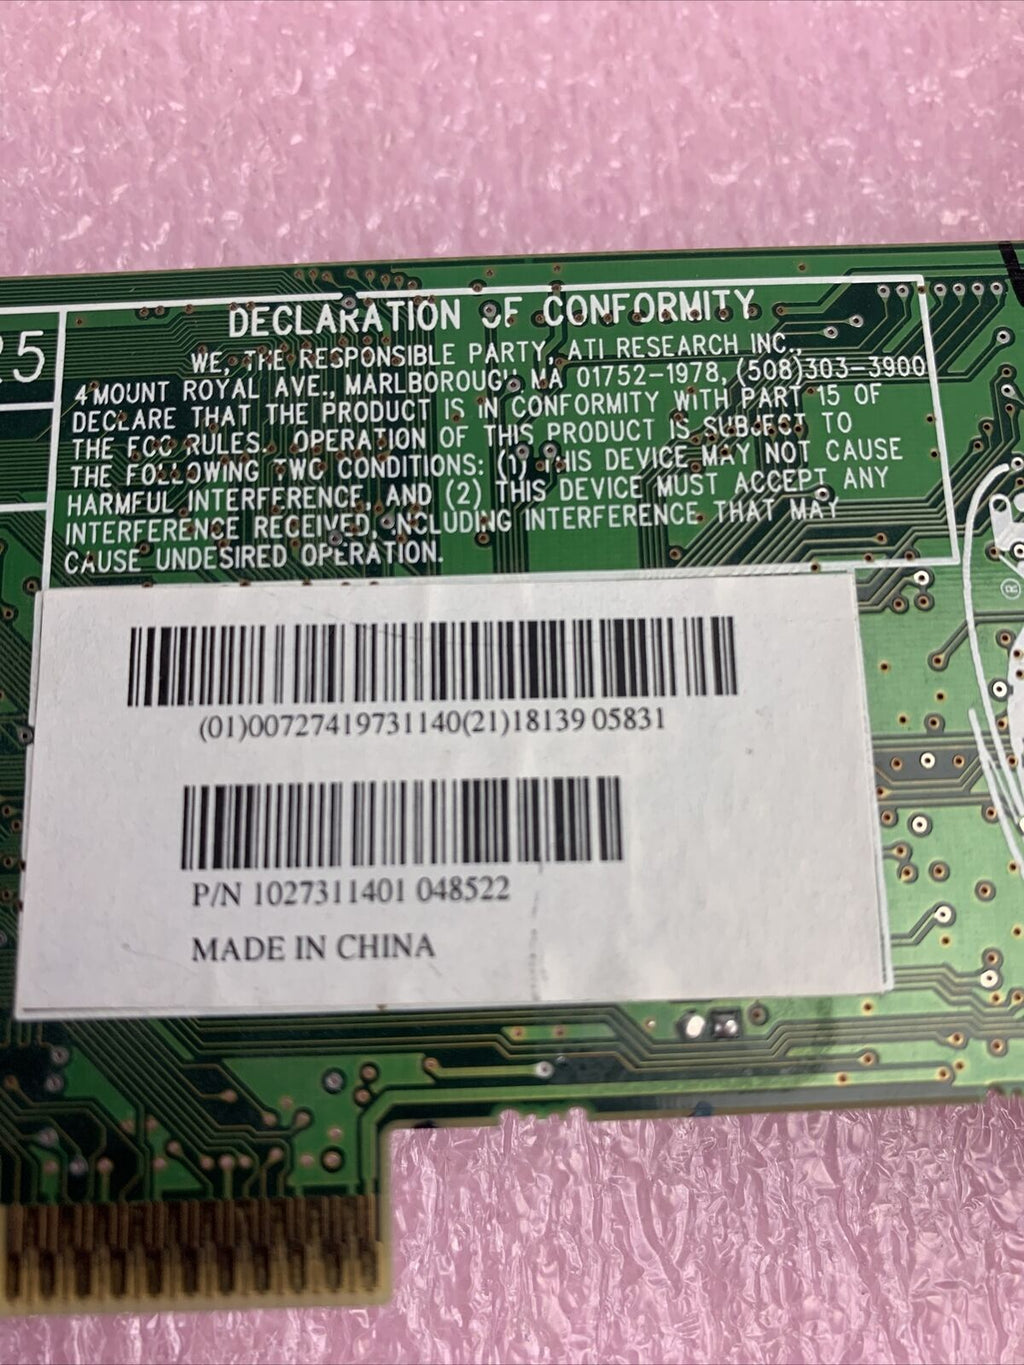 25
DECLARATION OF CONFORMITY
WE, THE RESPONSIBLE PARTY, ATI RESEARCH INC.,
4 MOUNT ROYAL AVE., MARLBOROUGH, MA 01752-1978, (508)303-3900
DECLARE THAT THE PRODUCT IS IN CONFORMITY WITH PART 15 OF
THE FCC RULES. OPERATION OF THIS PRODUCT IS SUBJECT TO
THE FOLLOWING TWO CONDITIONS: (1) THIS DEVICE MAY NOT CAUSE
HARMFUL INTERFERENCE, AND (2) THIS DEVICE MUST ACCEPT ANY
INTERFERENCE RECEIVED, INCLUDING INTERFERENCE THAT MAY
CAUSE UNDESIRED OPERATION.
®
(01)00727419731140(21)18139 05831
P/N 1027311401 048522
MADE IN CHINA